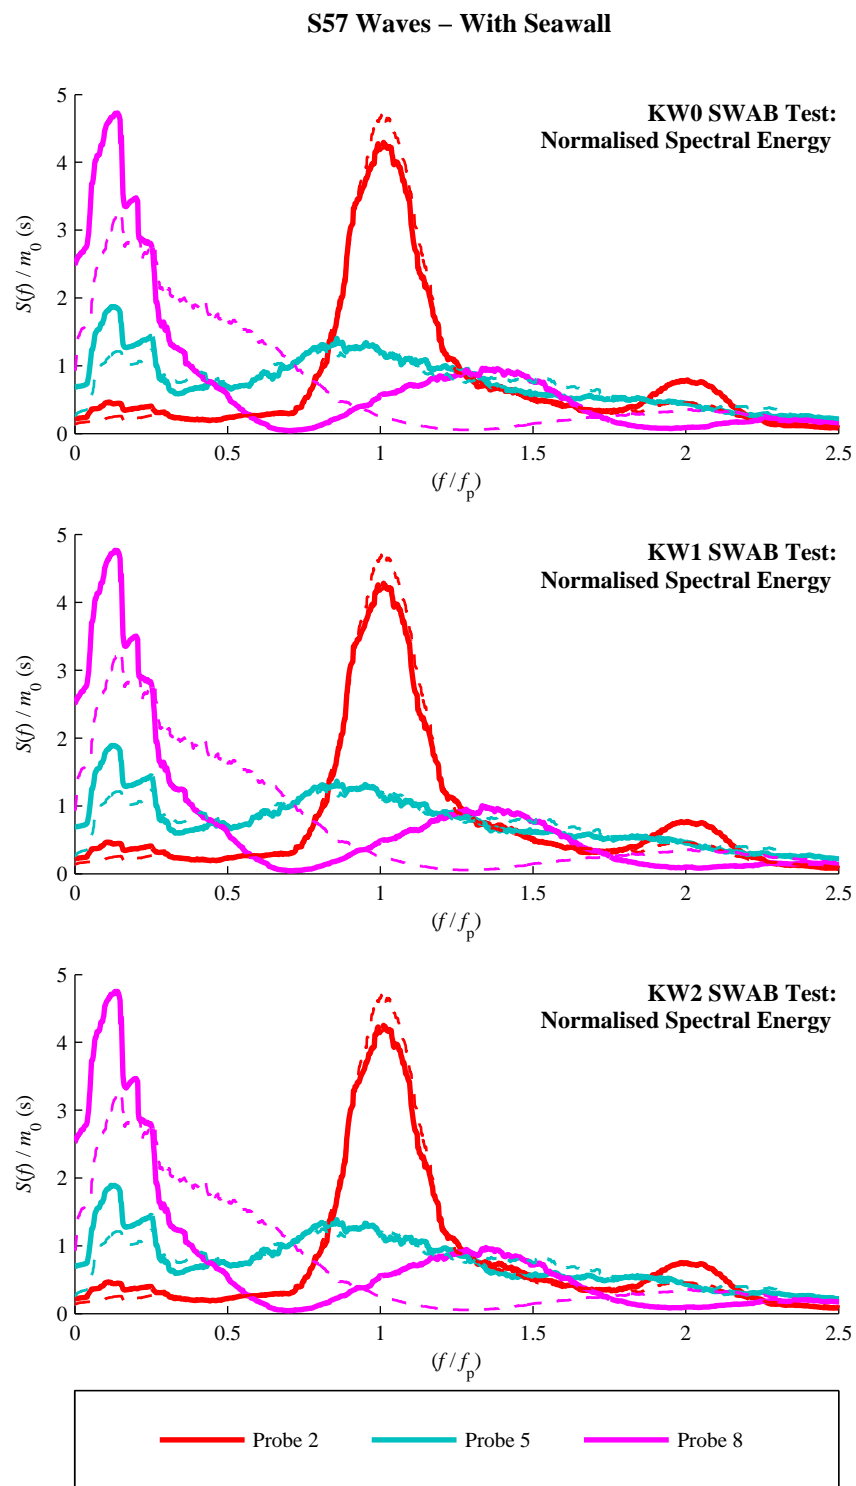 S57 Waves – With Seawall
KW0 SWAB Test:
Normalised Spectral Energy
S(f) / m0 (s)
5
4
3
2
1
0
0 0.5 1 1.5 2 2.5
(f / fp)
KW1 SWAB Test:
Normalised Spectral Energy
S(f) / m0 (s)
5
4
3
2
1
0
0 0.5 1 1.5 2 2.5
(f / fp)
KW2 SWAB Test:
Normalised Spectral Energy
S(f) / m0 (s)
5
4
3
2
1
0
0 0.5 1 1.5 2 2.5
(f / fp)
Probe 2 Probe 5 Probe 8